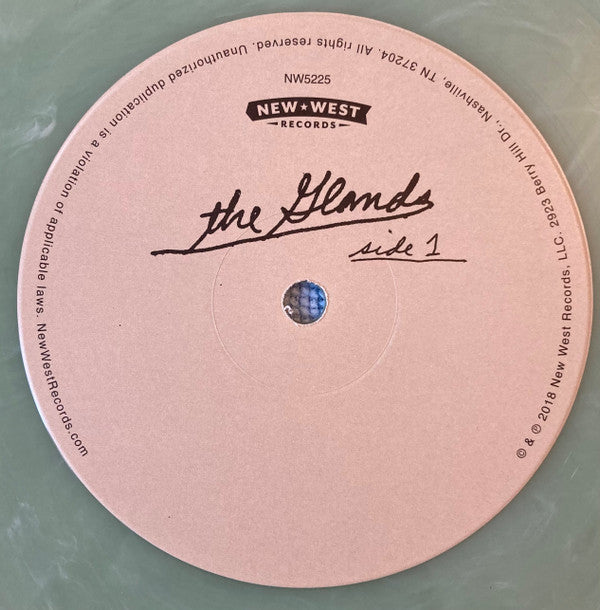 NW5225
NEW★WEST
RECORDS
the Glands
side 1
© & ℗ 2018 New West Records, LLC. 2923 Berry Hill Dr., Nashville, TN 37204. All rights reserved. Unauthorized duplication is a violation of applicable laws. NewWestRecords.com